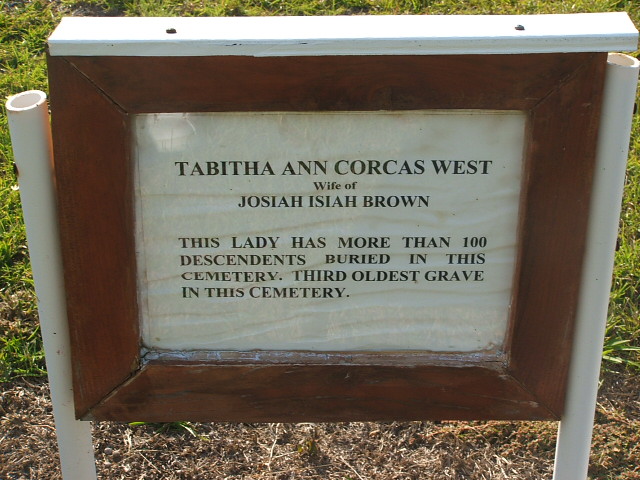 TABITHA ANN CORCAS WEST
Wife of
JOSIAH ISIAH BROWN
THIS LADY HAS MORE THAN 100
DESCENDENTS BURIED IN THIS
CEMETERY. THIRD OLDEST GRAVE
IN THIS CEMETERY.